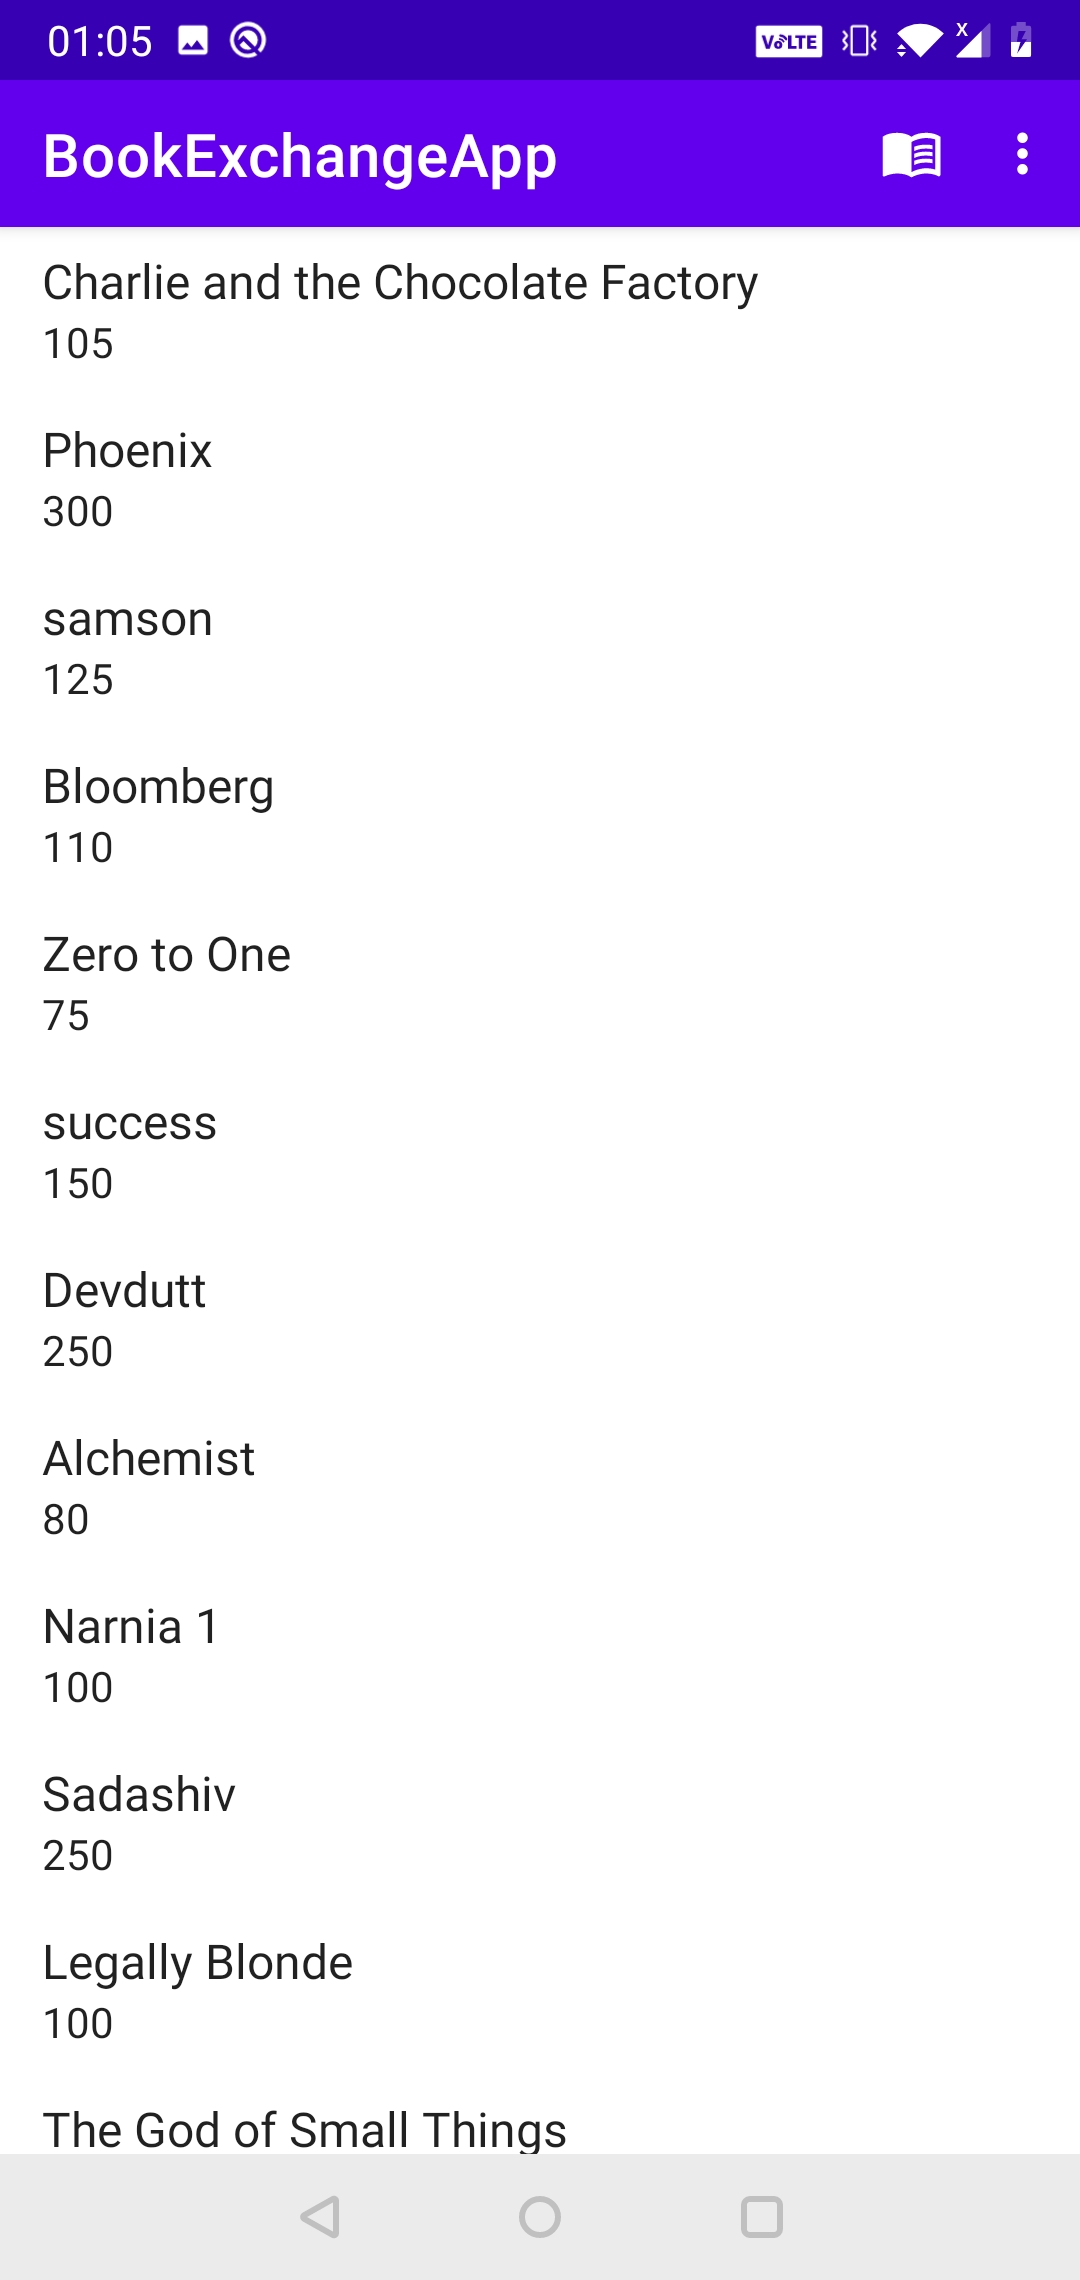 01:05
VoLTE
BookExchangeApp
Charlie and the Chocolate Factory
105
Phoenix
300
samson
125
Bloomberg
110
Zero to One
75
success
150
Devdutt
250
Alchemist
80
Narnia 1
100
Sadashiv
250
Legally Blonde
100
The God of Small Things